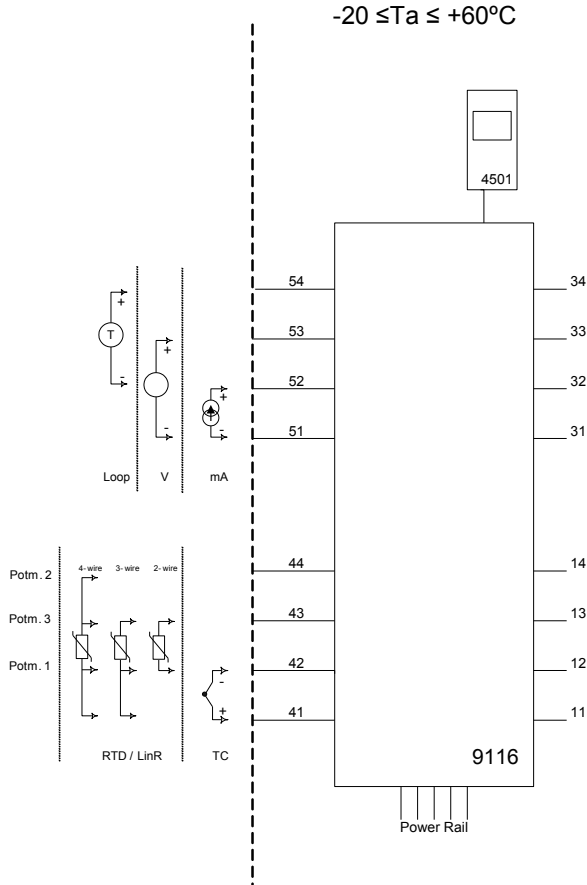 -20 ≤Ta ≤ +60ºC
4501
54
34
+
53
33
T
+
-
52
32
+
-
-
51
31
Loop
V
mA
4-wire
3-wire
2-wire
Potm. 2
44
14
Potm. 3
43
13
Potm. 1
42
12
-
+
41
11
RTD / LinR
TC
9116
Power Rail